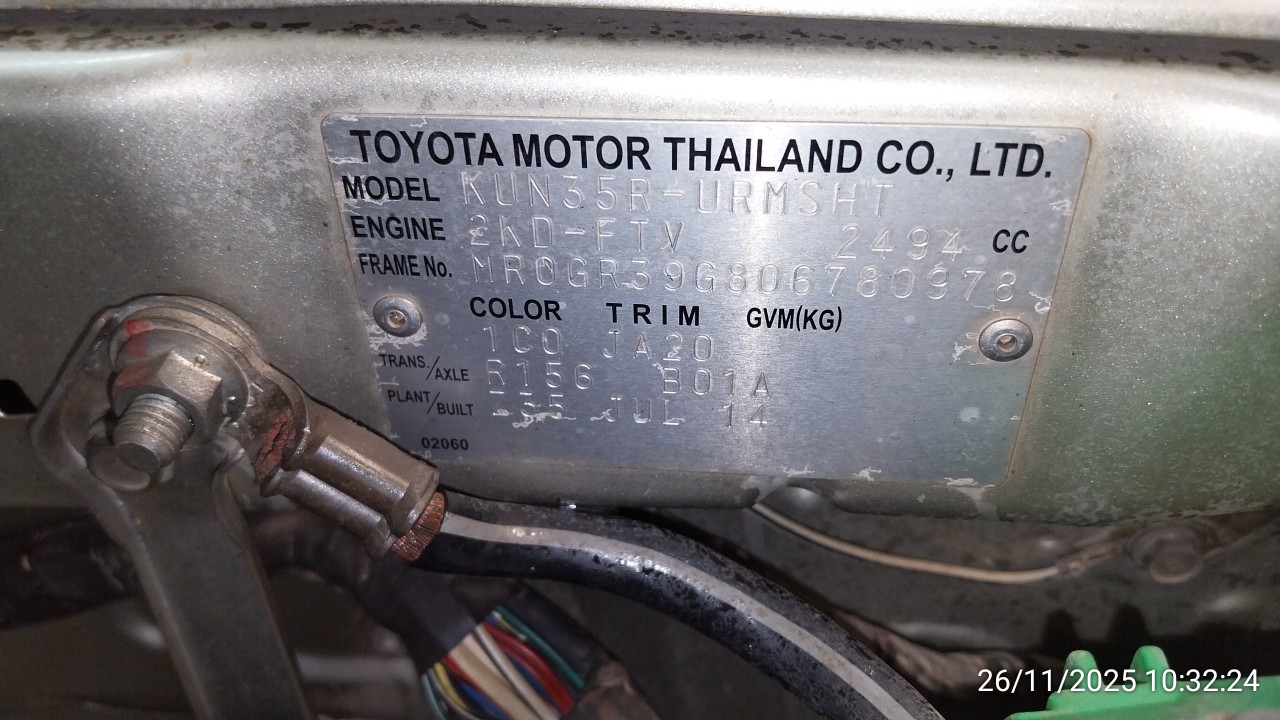 TOYOTA MOTOR THAILAND CO., LTD.
MODEL KUN35R-URMSHT
ENGINE 2KD-FTV 2494 CC
FRAME No. MR0GR39G806780978
COLOR TRIM GVM(KG)
1C0 JA20
TRANS./AXLE R156 B01A
PLANT/BUILT JUL 14
02060
26/11/2025 10:32:24